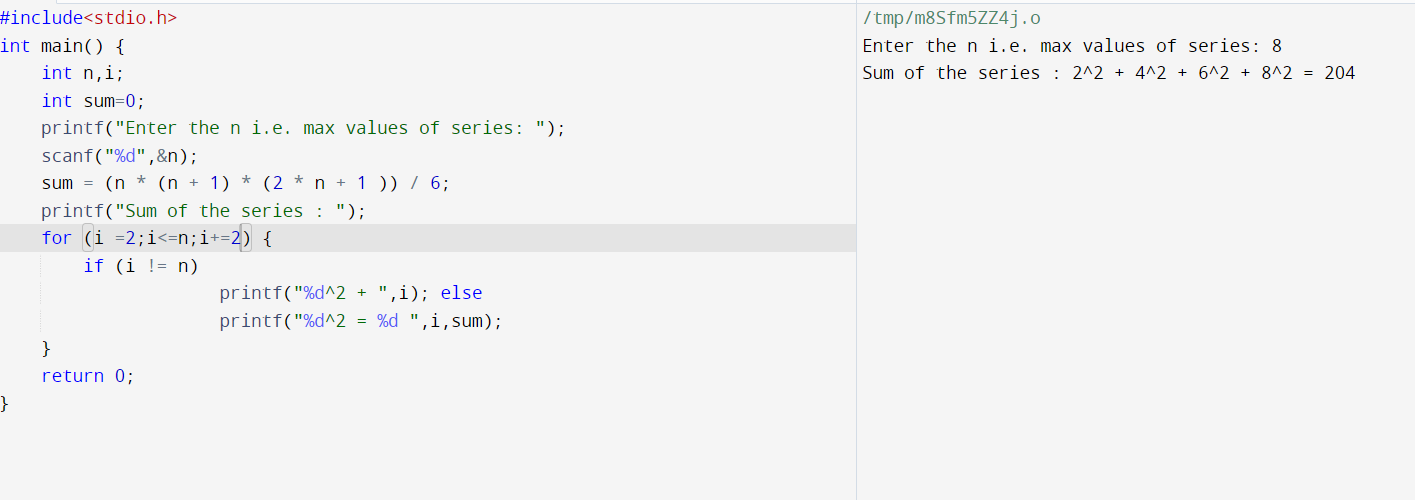 #include<stdio.h>
int main() {
    int n,i;
    int sum=0;
    printf("Enter the n i.e. max values of series: ");
    scanf("%d",&n);
    sum = (n * (n + 1) * (2 * n + 1 )) / 6;
    printf("Sum of the series : ");
    for (i =2;i<=n;i+=2) {
        if (i != n)
                     printf("%d^2 + ",i); else
                     printf("%d^2 = %d ",i,sum);
    }
    return 0;
}
/tmp/m8Sfm5ZZ4j.o
Enter the n i.e. max values of series: 8
Sum of the series : 2^2 + 4^2 + 6^2 + 8^2 = 204